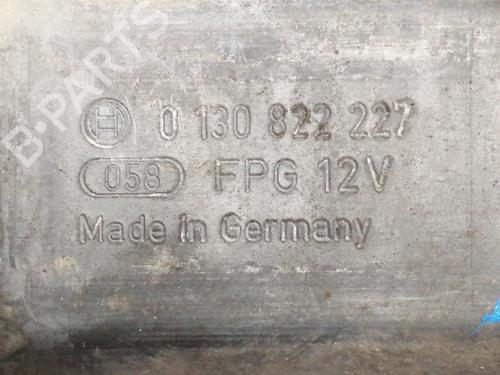 B-PARTS
0 130 822 227
058 FPG 12V
Made in Germany